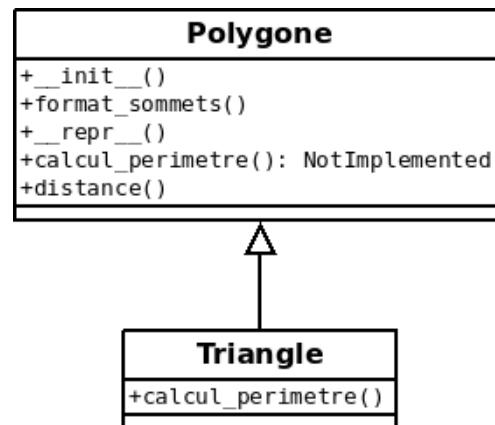 Polygone
+__init__()
+format_sommets()
+__repr__()
+calcul_perimetre(): NotImplemented
+distance()
Triangle
+calcul_perimetre()